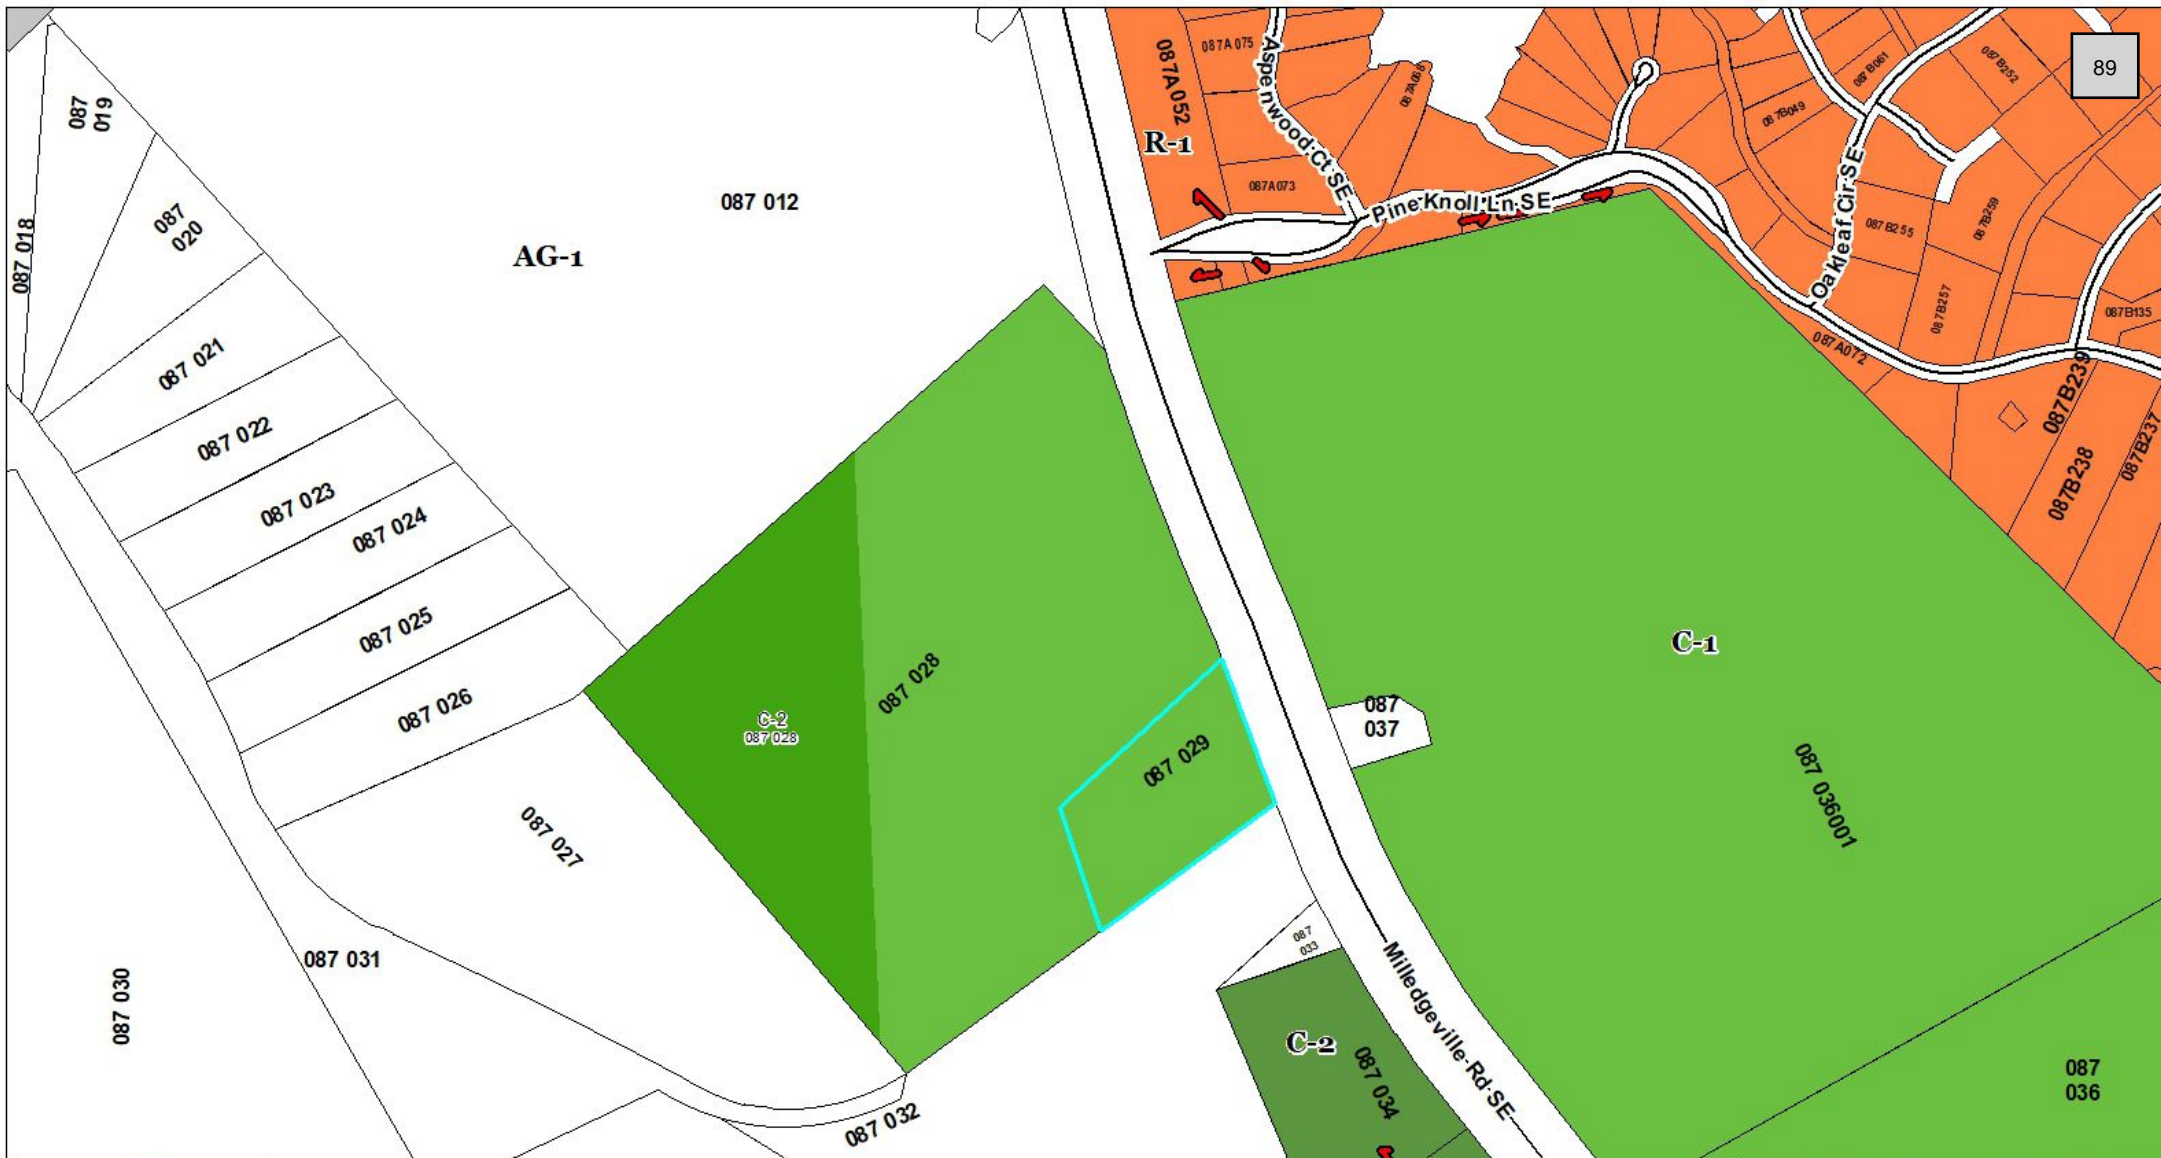 89
087
019
087 018
087
020
087 021
087 022
087 023
087 024
087 025
087 026
087 027
087 030
087 031
087 032
087 012
AG-1
C-2
087 028
087 028
087 029
087
033
C-2
087 034
Milledgeville Rd SE
087
037
C-1
087 036001
087
036
R-1
087A 052
087A 075
087A 068
087A 073
Aspenwood Ct SE
Pine Knoll Ln SE
Oakleaf Cir SE
087B049
087B061
087B252
087B255
087B259
087B257
087B135
087A072
087B239
087B238
087B237